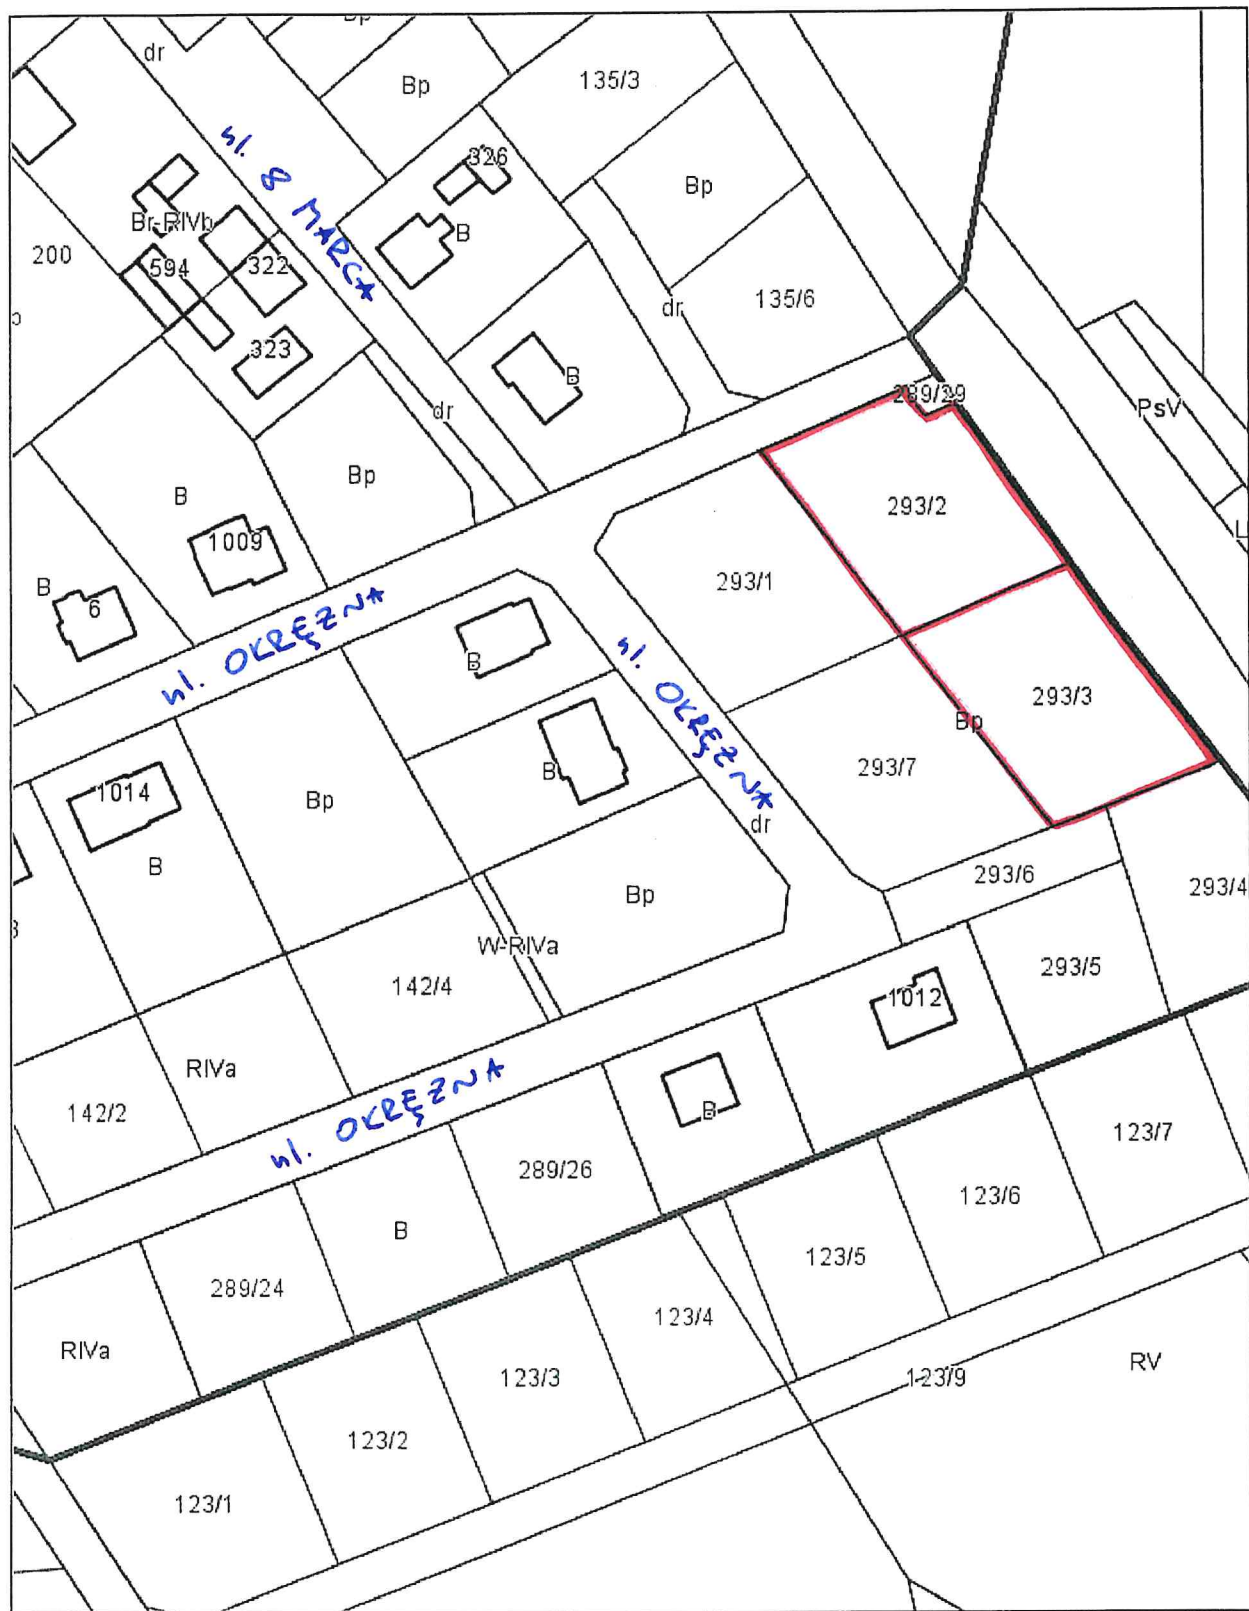 Bp
dr
Bp
135/3
ul. 8 MARCA
326
Bp
Br-RIVb
B
200
594
322
135/6
dr
323
B
289/29
PsV
dr
Bp
B
293/2
1009
293/1
B
6
ul. OKRĘŻNA
B
ul. OKRĘŻNA
293/3
Bp
293/7
B
1014
Bp
dr
B
293/6
Bp
293/4
W-RIVa
142/4
293/5
1012
RIVa
142/2
ul. OKRĘŻNA
B
123/7
289/26
123/6
B
123/5
289/24
123/4
RIVa
RV
123/3
123/9
123/2
123/1